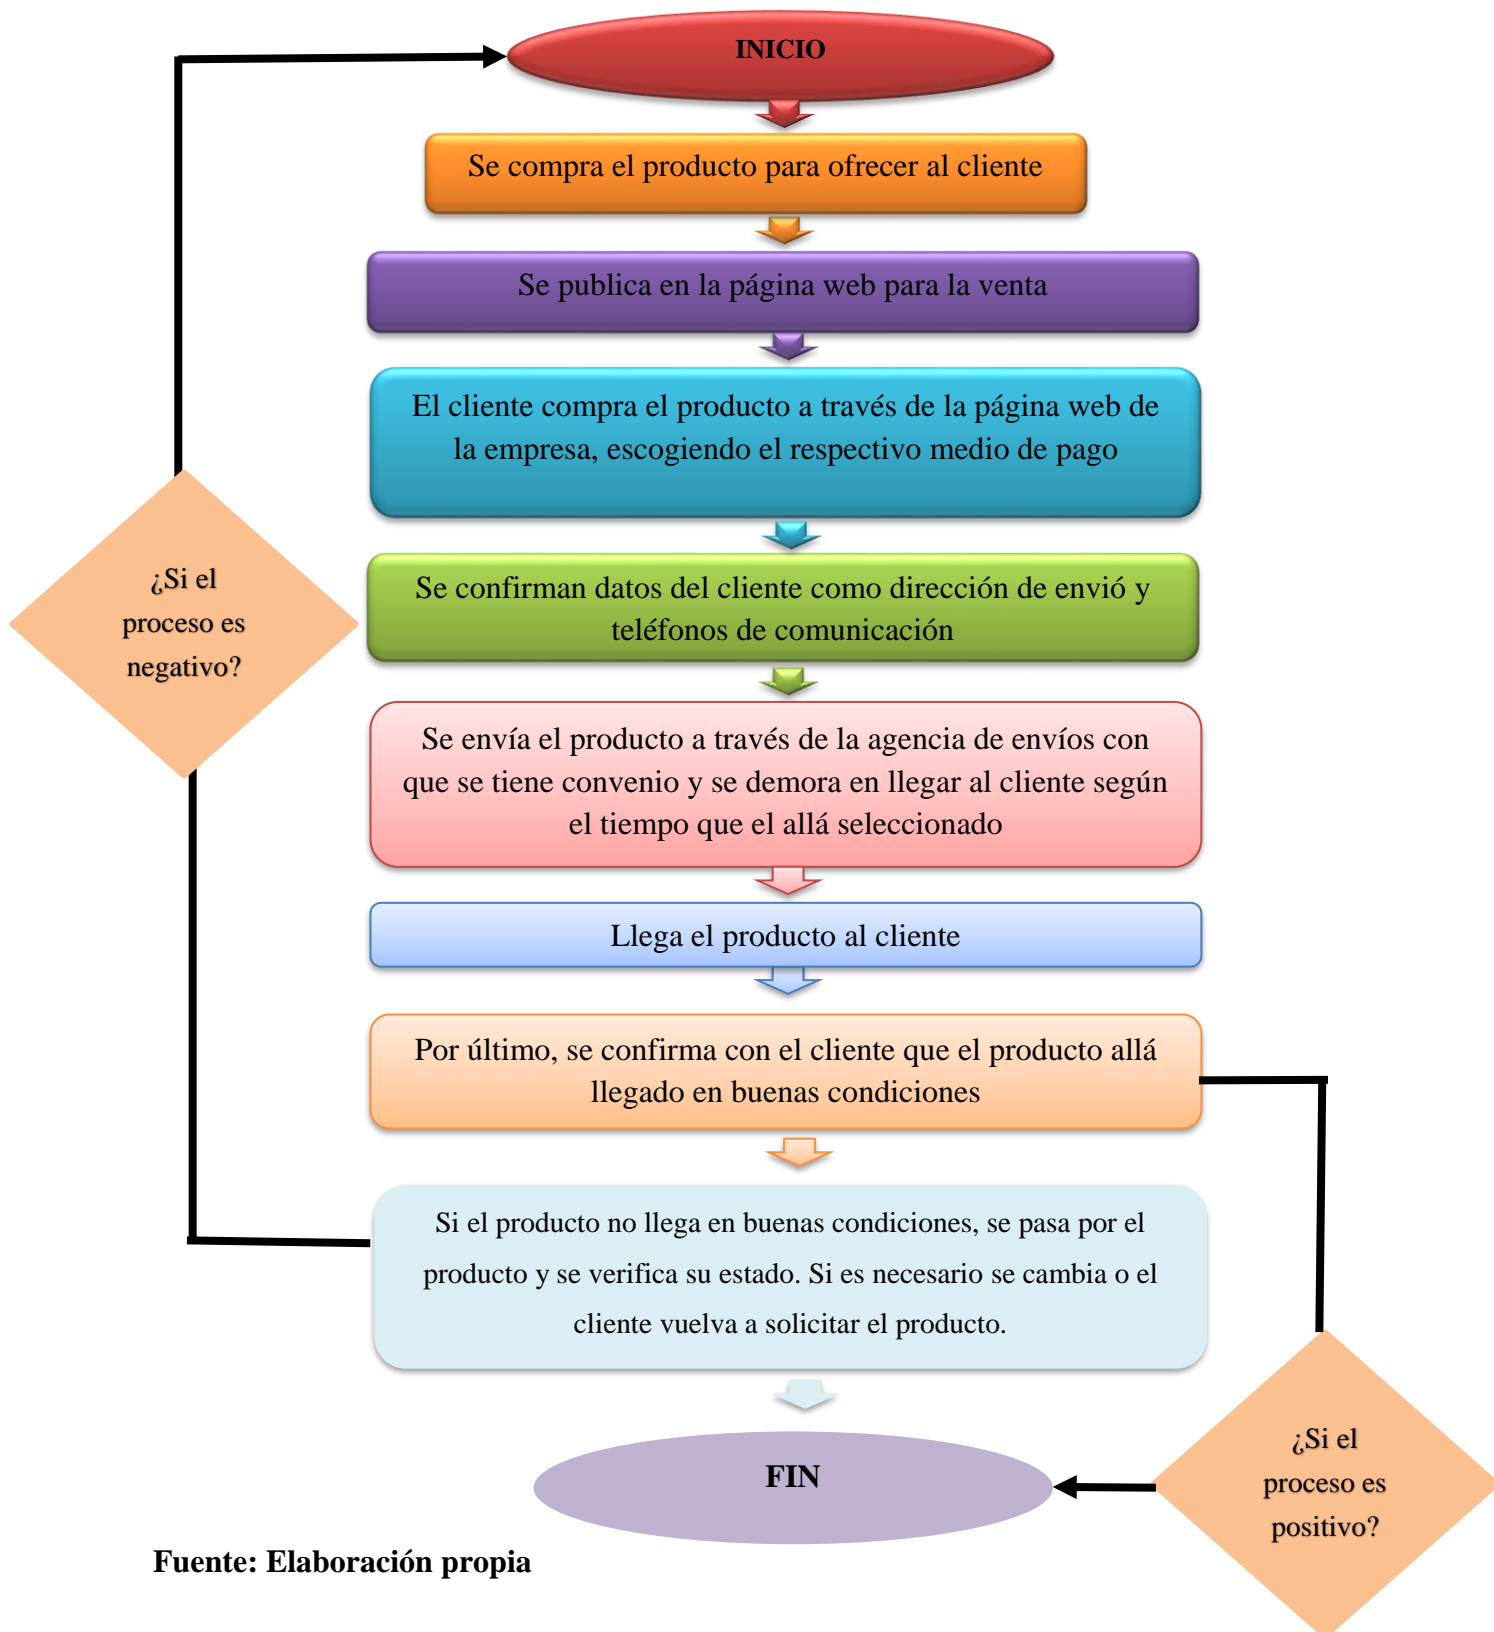 INICIO
Se compra el producto para ofrecer al cliente
Se publica en la página web para la venta
El cliente compra el producto a través de la página web de
la empresa, escogiendo el respectivo medio de pago
¿Si el
proceso es
negativo?
Se confirman datos del cliente como dirección de envió y
teléfonos de comunicación
Se envía el producto a través de la agencia de envíos con
que se tiene convenio y se demora en llegar al cliente según
el tiempo que el allá seleccionado
Llega el producto al cliente
Por último, se confirma con el cliente que el producto allá
llegado en buenas condiciones
Si el producto no llega en buenas condiciones, se pasa por el
producto y se verifica su estado. Si es necesario se cambia o el
cliente vuelva a solicitar el producto.
¿Si el
proceso es
positivo?
FIN
Fuente: Elaboración propia